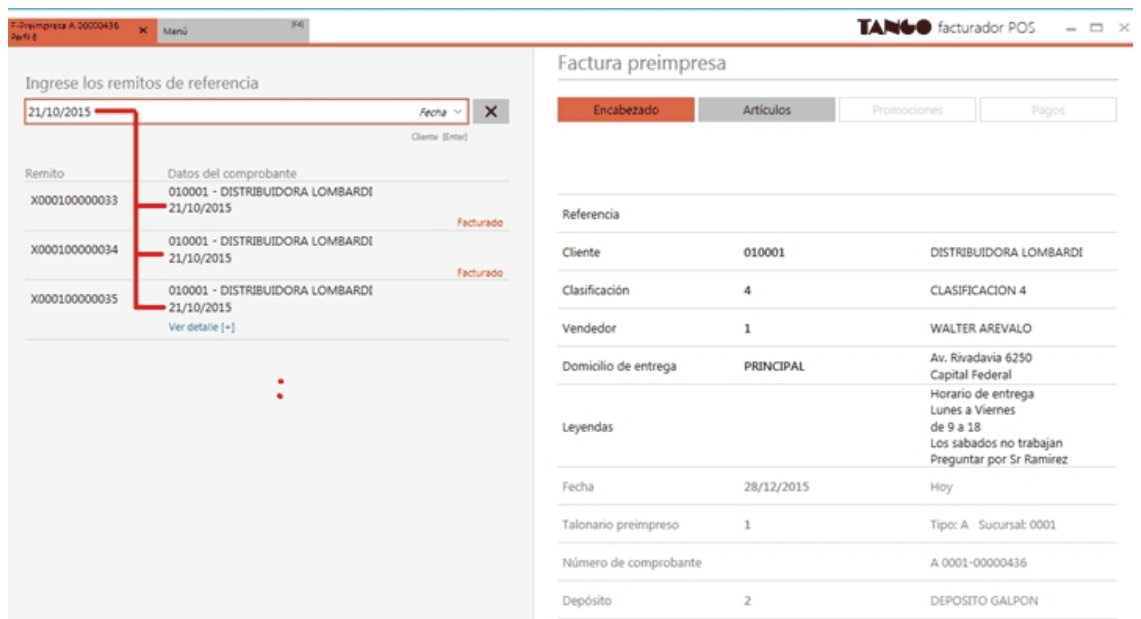 F-Preimpresa A 00000436
Perfil 6
Menú
[F4]
TANGO facturador POS
Ingrese los remitos de referencia
21/10/2015 Fecha
Cliente [Enter]
Remito Datos del comprobante
X000100000033
010001 - DISTRIBUIDORA LOMBARDI
21/10/2015
Facturado
X000100000034
010001 - DISTRIBUIDORA LOMBARDI
21/10/2015
Facturado
X000100000035
010001 - DISTRIBUIDORA LOMBARDI
21/10/2015
Ver detalle [+]
Factura preimpresa
Encabezado Artículos Promociones Pagos
Referencia
Cliente 010001 DISTRIBUIDORA LOMBARDI
Clasificación 4 CLASIFICACION 4
Vendedor 1 WALTER AREVALO
Domicilio de entrega PRINCIPAL Av. Rivadavia 6250
Capital Federal
Leyendas
Horario de entrega
Lunes a Viernes
de 9 a 18
Los sabados no trabajan
Preguntar por Sr Ramirez
Fecha 28/12/2015 Hoy
Talonario preimpreso 1 Tipo: A Sucursal: 0001
Número de comprobante A 0001-00000436
Depósito 2 DEPOSITO GALPON